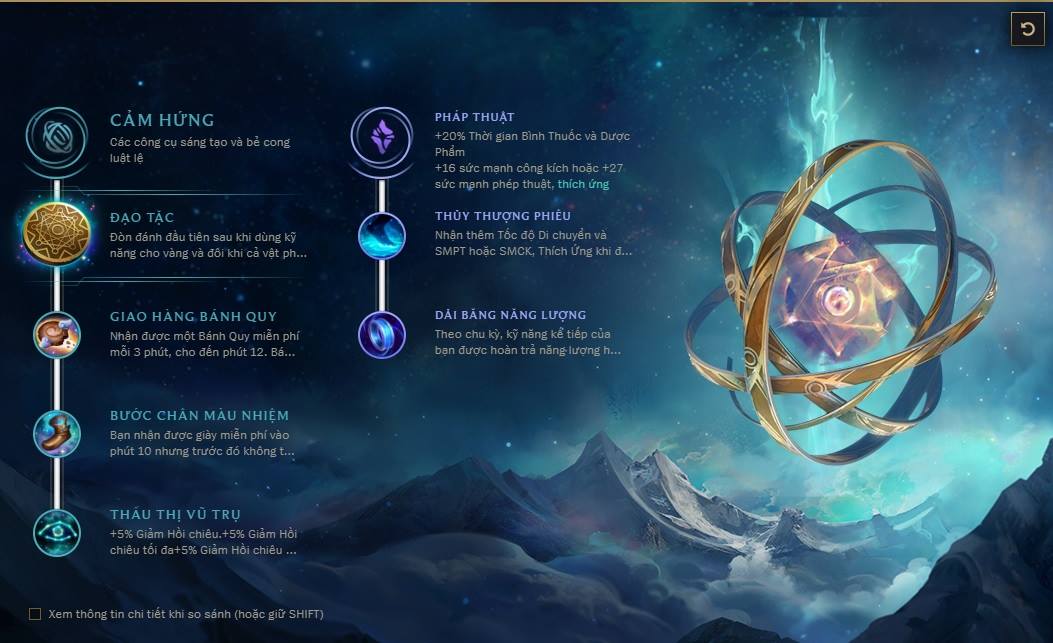 CẢM HỨNG
Các công cụ sáng tạo và bẻ cong
luật lệ
ĐẠO TẶC
Đòn đánh đầu tiên sau khi dùng kỹ
năng cho vàng và đôi khi cả vật ph...
GIAO HÀNG BÁNH QUY
Nhận được một Bánh Quy miễn phí
mỗi 3 phút, cho đến phút 12. Bá...
BƯỚC CHÂN MÀU NHIỆM
Bạn nhận được giày miễn phí vào
phút 10 nhưng trước đó không t...
THẤU THỊ VŨ TRỤ
+5% Giảm Hồi chiêu.+5% Giảm Hồi
chiêu tối đa+5% Giảm Hồi chiêu ...
PHÁP THUẬT
+20% Thời gian Bình Thuốc và Dược
Phẩm
+16 sức mạnh công kích hoặc +27
sức mạnh phép thuật, thích ứng
THỦY THƯỢNG PHIÊU
Nhận thêm Tốc độ Di chuyển và
SMPT hoặc SMCK, Thích Ứng khi đ...
DẢI BĂNG NĂNG LƯỢNG
Theo chu kỳ, kỹ năng kế tiếp của
bạn được hoàn trả năng lượng h...
Xem thông tin chi tiết khi so sánh (hoặc giữ SHIFT)